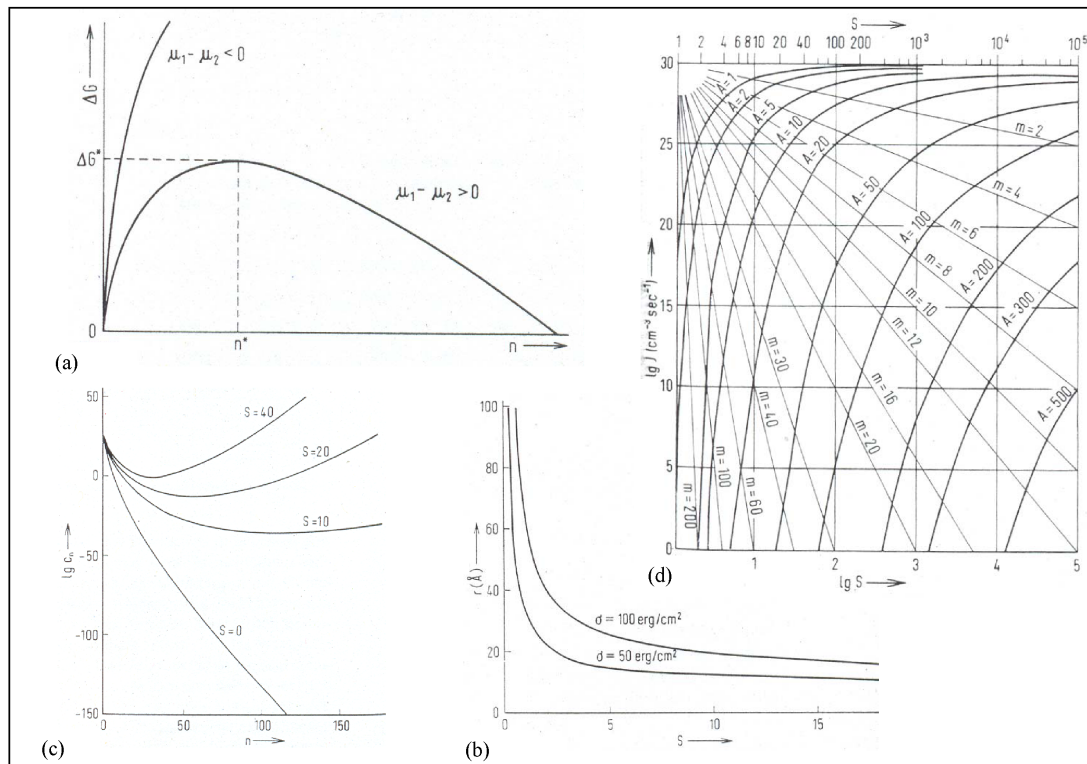 ΔG
μ₁ - μ₂ < 0
ΔG*
μ₁ - μ₂ > 0
0
n*
n
(a)
S
1 2 4 6 8 10 20 40 100 200 10³ 10⁴ 10⁵
30
25
20
15
10
5
0
lg J (cm⁻³ sec⁻¹)
A=1
A=2
A=5
A=10
A=20
A=50
A=100
A=200
A=300
A=500
m=2
m=4
m=6
m=8
m=10
m=12
m=16
m=20
m=30
m=40
m=60
m=100
m=200
1 2 3 4 5
lg S
(d)
50
0
-50
-100
-150
lg cₙ
S=40
S=20
S=10
S=0
0 50 100 150
n
(c)
100
80
60
40
20
0
r (Å)
σ = 100 erg/cm²
σ = 50 erg/cm²
0 5 10 15
S
(b)